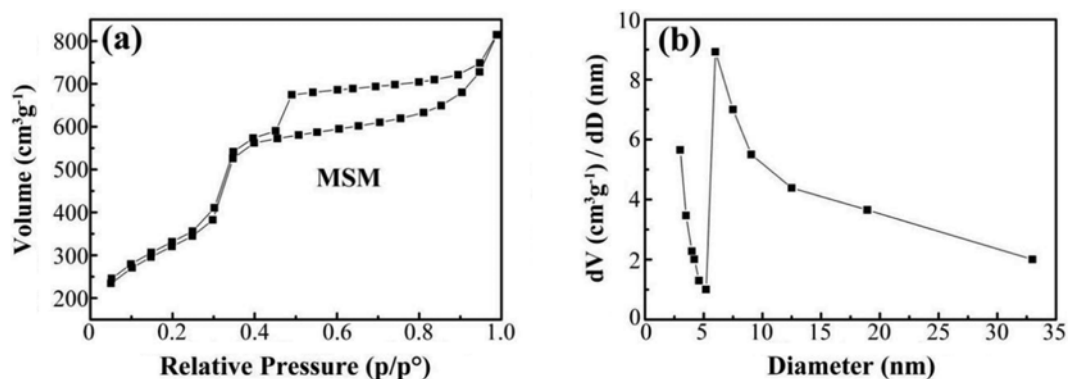 (a)
Volume (cm³g⁻¹)
800
700
600
500
400
300
200
MSM
0 0.2 0.4 0.6 0.8 1.0
Relative Pressure (p/p°)
(b)
dV (cm³g⁻¹) / dD (nm)
10
8
6
4
2
0
0 5 10 15 20 25 30 35
Diameter (nm)